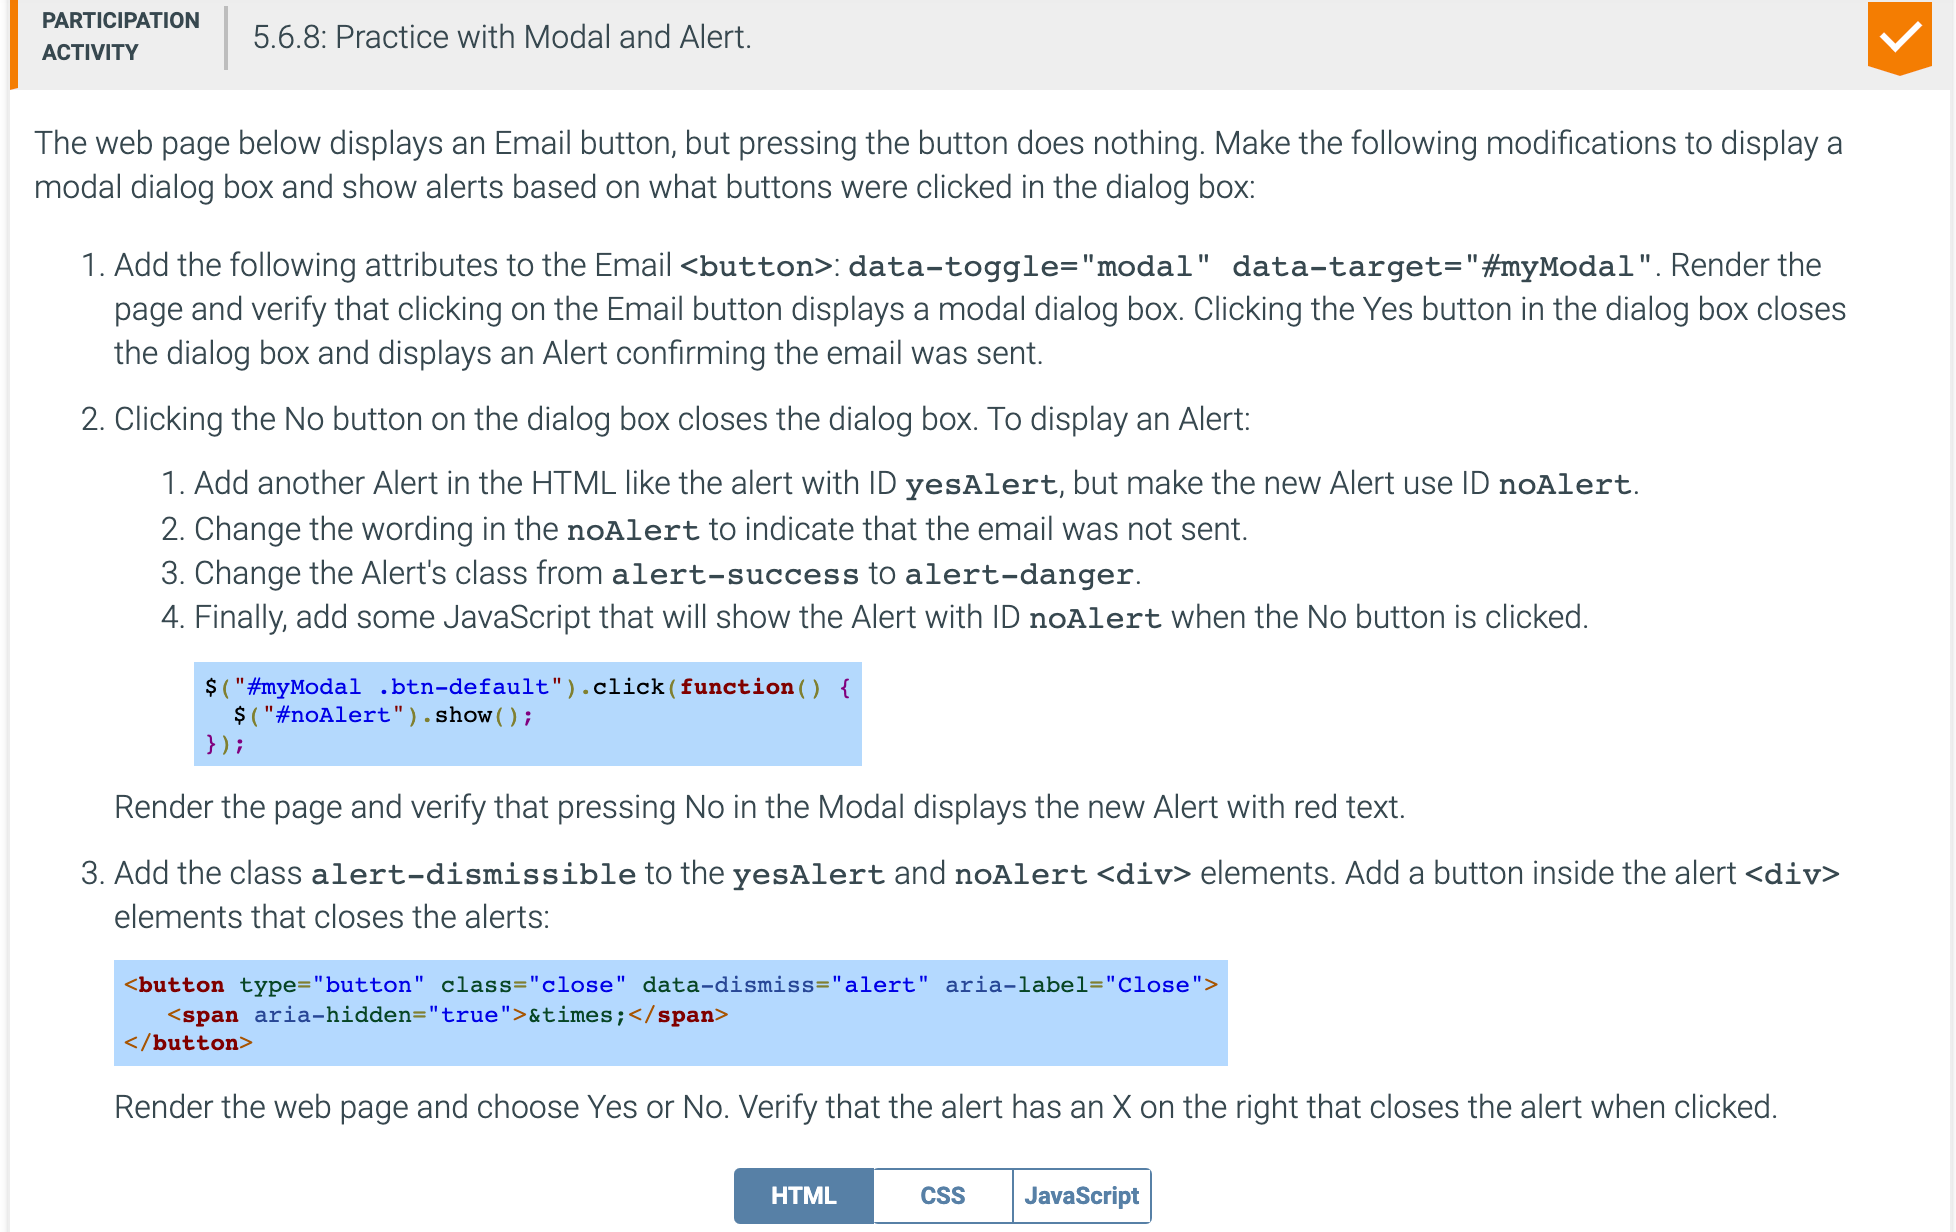 PARTICIPATION
ACTIVITY
5.6.8: Practice with Modal and Alert.
The web page below displays an Email button, but pressing the button does nothing. Make the following modifications to display a
modal dialog box and show alerts based on what buttons were clicked in the dialog box:
1. Add the following attributes to the Email <button>: data-toggle="modal" data-target="#myModal". Render the
page and verify that clicking on the Email button displays a modal dialog box. Clicking the Yes button in the dialog box closes
the dialog box and displays an Alert confirming the email was sent.
2. Clicking the No button on the dialog box closes the dialog box. To display an Alert:
1. Add another Alert in the HTML like the alert with ID yesAlert, but make the new Alert use ID noAlert.
2. Change the wording in the noAlert to indicate that the email was not sent.
3. Change the Alert's class from alert-success to alert-danger.
4. Finally, add some JavaScript that will show the Alert with ID noAlert when the No button is clicked.
$("#myModal .btn-default").click(function() {
$("#noAlert").show();
});
Render the page and verify that pressing No in the Modal displays the new Alert with red text.
3. Add the class alert-dismissible to the yesAlert and noAlert <div> elements. Add a button inside the alert <div>
elements that closes the alerts:
<button type="button" class="close" data-dismiss="alert" aria-label="Close">
<span aria-hidden="true">&times;</span>
</button>
Render the web page and choose Yes or No. Verify that the alert has an X on the right that closes the alert when clicked.
HTML CSS JavaScript